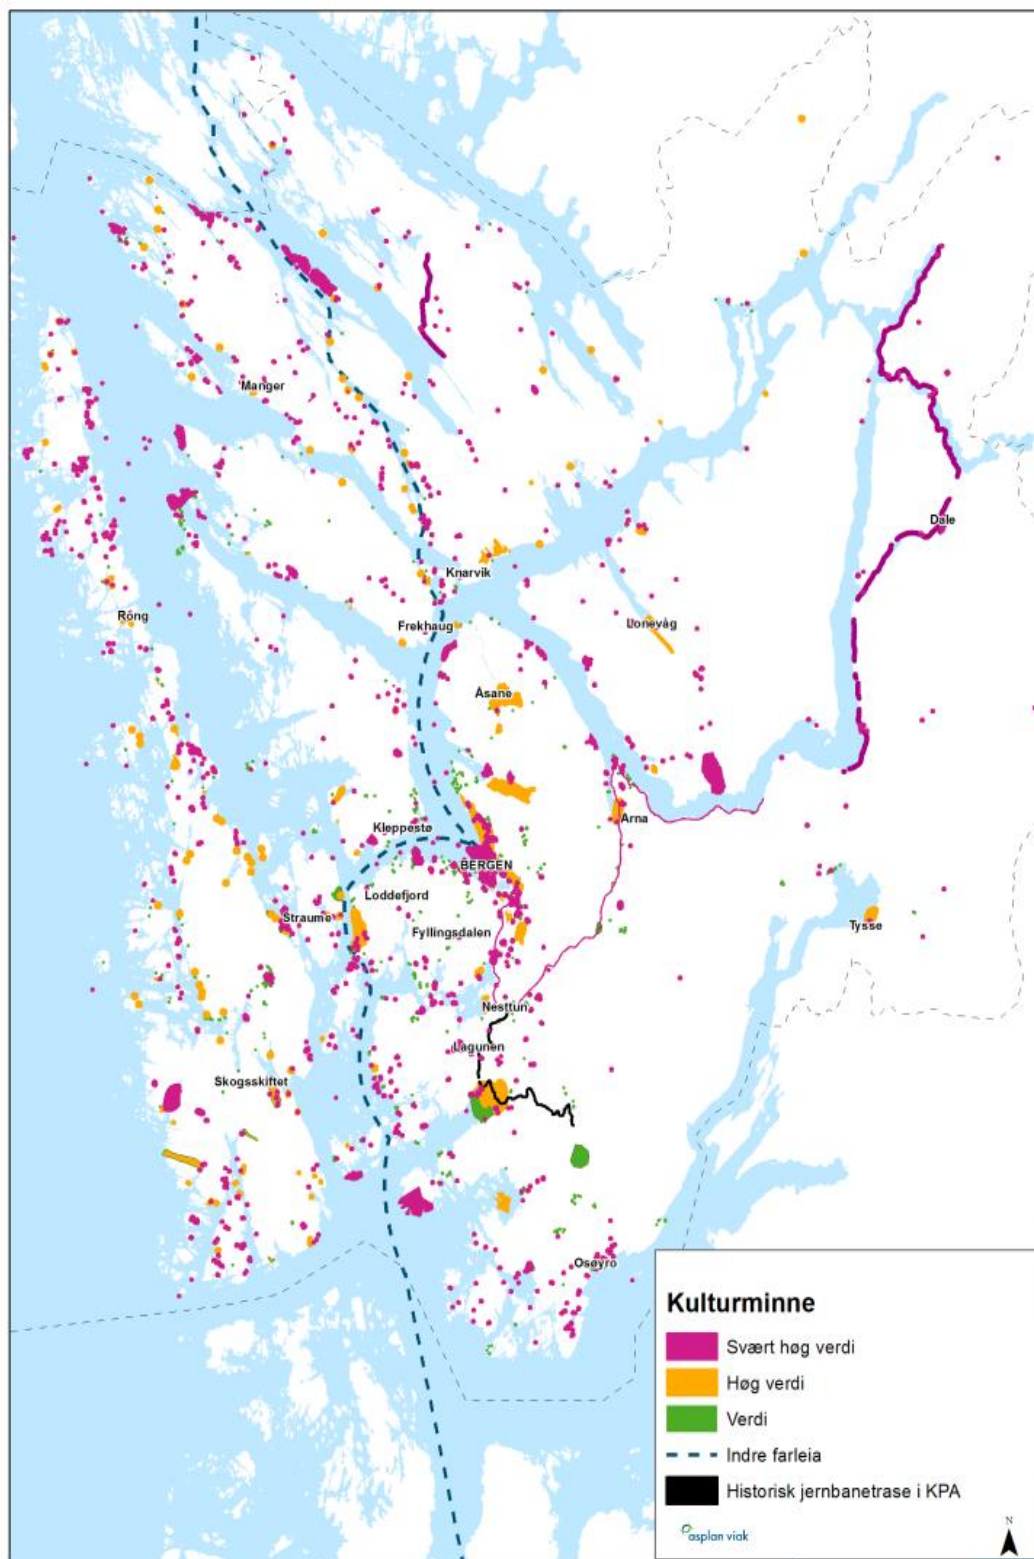 Manger
Dale
Knarvik
Rong
Frekhaug
Lonevåg
Åsane
Kleppestø
Arna
BERGEN
Loddefjord
Straume
Fyllingsdalen
Tysse
Nesttun
Lagunen
Skogsskiftet
Osøyro
Kulturminne
Svært høg verdi
Høg verdi
Verdi
Indre farleia
Historisk jernbanetrase i KPA
asplan viak
N